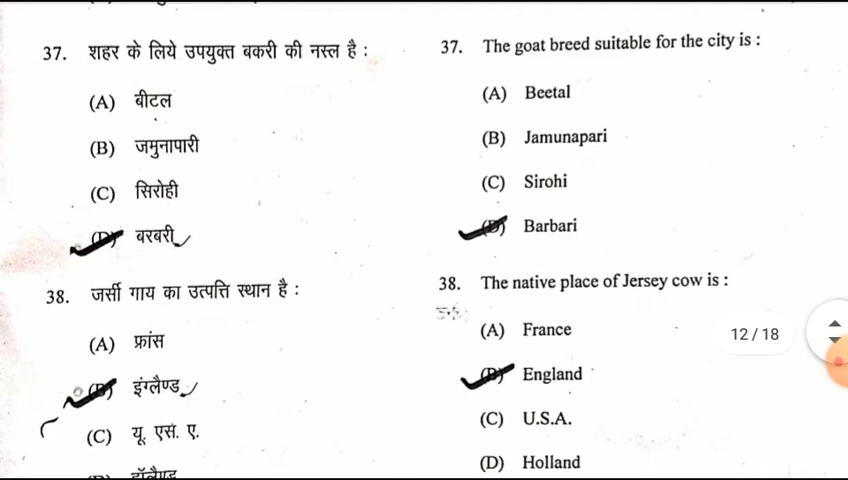 37. शहर के लिये उपयुक्त बकरी की नस्ल है :
(A) बीटल
(B) जमुनापारी
(C) सिरोही
(D) बरबरी
38. जर्सी गाय का उत्पत्ति स्थान है :
(A) फ्रांस
(B) इंग्लैण्ड
(C) यू. एस. ए.
(D) हॉलैण्ड
37. The goat breed suitable for the city is :
(A) Beetal
(B) Jamunapari
(C) Sirohi
(D) Barbari
38. The native place of Jersey cow is :
(A) France
(B) England
(C) U.S.A.
(D) Holland
12 / 18